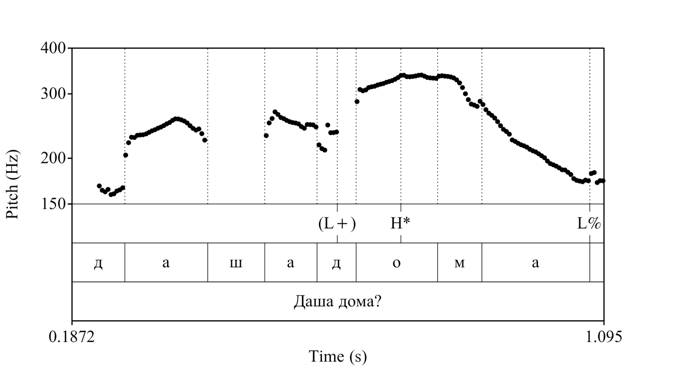 400
300
200
150
Pitch (Hz)
(L+) H* L%
д а ш а д о м а
Даша дома?
0.1872 1.095
Time (s)